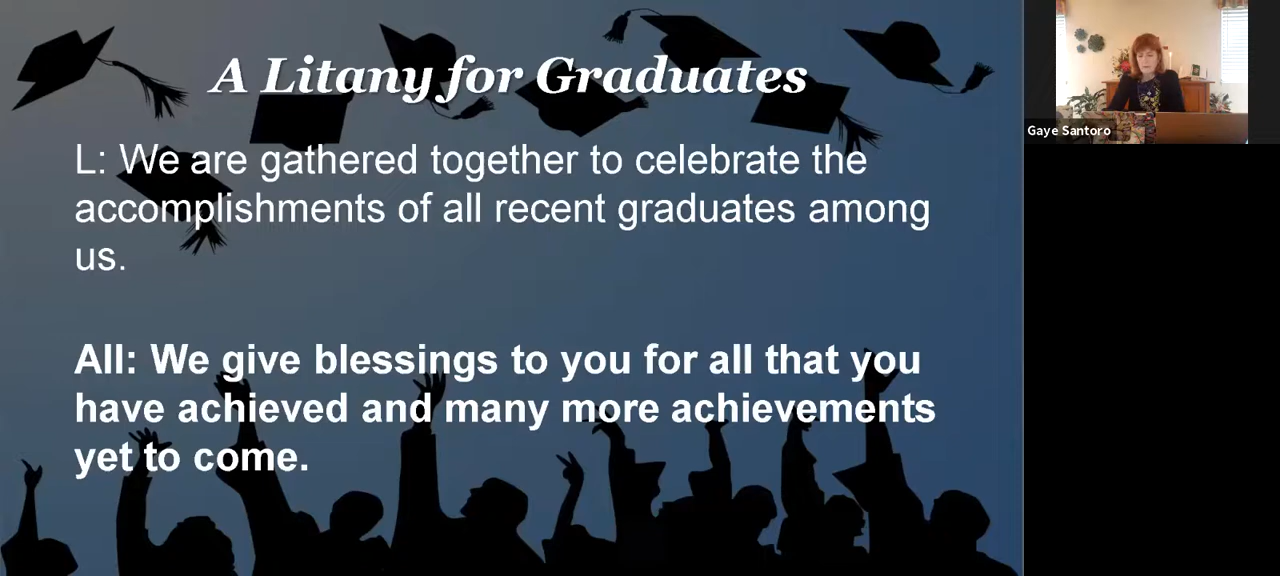 A Litany for Graduates
L: We are gathered together to celebrate the
accomplishments of all recent graduates among
us.
All: We give blessings to you for all that you
have achieved and many more achievements
yet to come.
Gaye Santoro